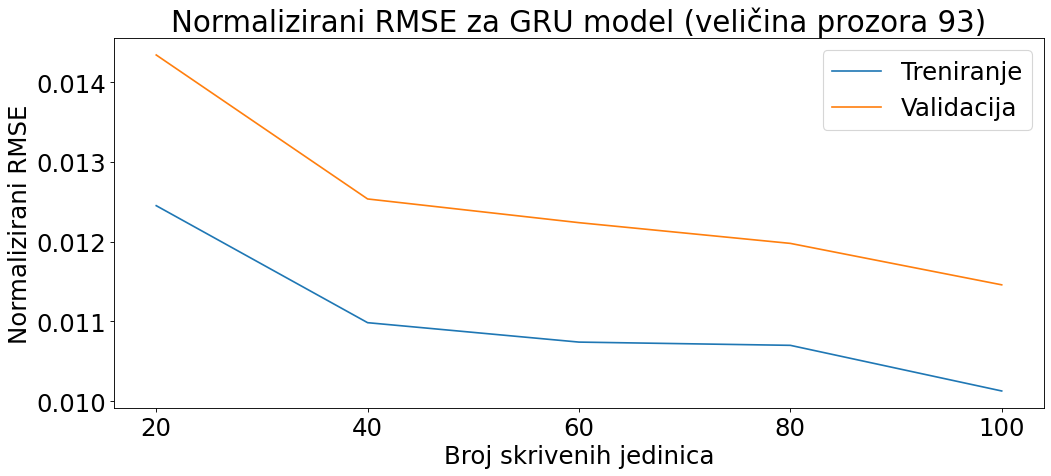 Normalizirani RMSE za GRU model (veličina prozora 93)
Treniranje
Validacija
Normalizirani RMSE
0.014
0.013
0.012
0.011
0.010
20 40 60 80 100
Broj skrivenih jedinica